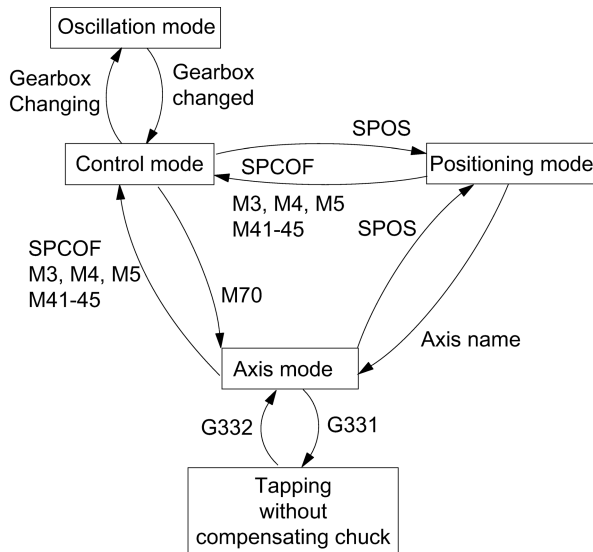 Oscillation mode
Gearbox
Changing
Gearbox
changed
SPOS
Control mode
SPCOF
Positioning mode
M3, M4, M5
M41-45
SPOS
SPCOF
M3, M4, M5
M41-45
M70
Axis name
Axis mode
G332
G331
Tapping
without
compensating chuck